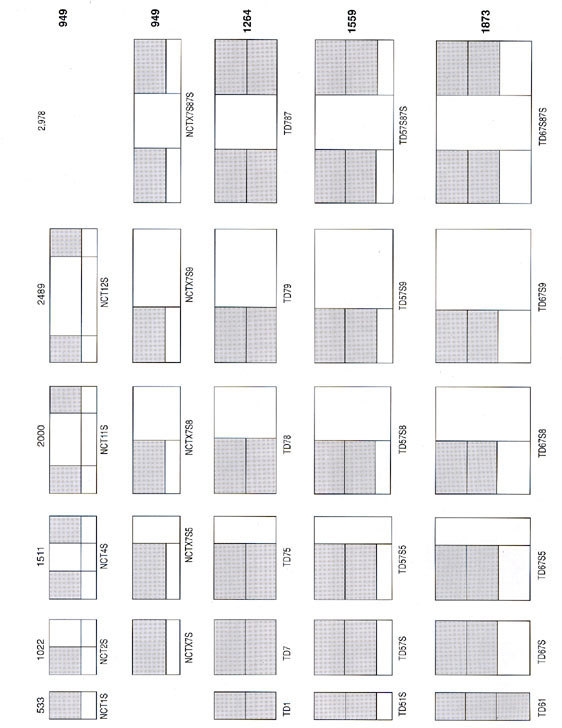 533 1022 1511 2000 2489 2,978
949
NCT1S NCT2S NCT4S NCT11S NCT12S
949
NCTX7S NCTX7S5 NCTX7S8 NCTX7S9 NCTX7S87S
1264
TD1 TD7 TD75 TD78 TD79 TD787
1559
TD51S TD57S TD57S5 TD57S8 TD57S9 TD57S87S
1873
TD61 TD67S TD67S5 TD67S8 TD67S9 TD67S87S